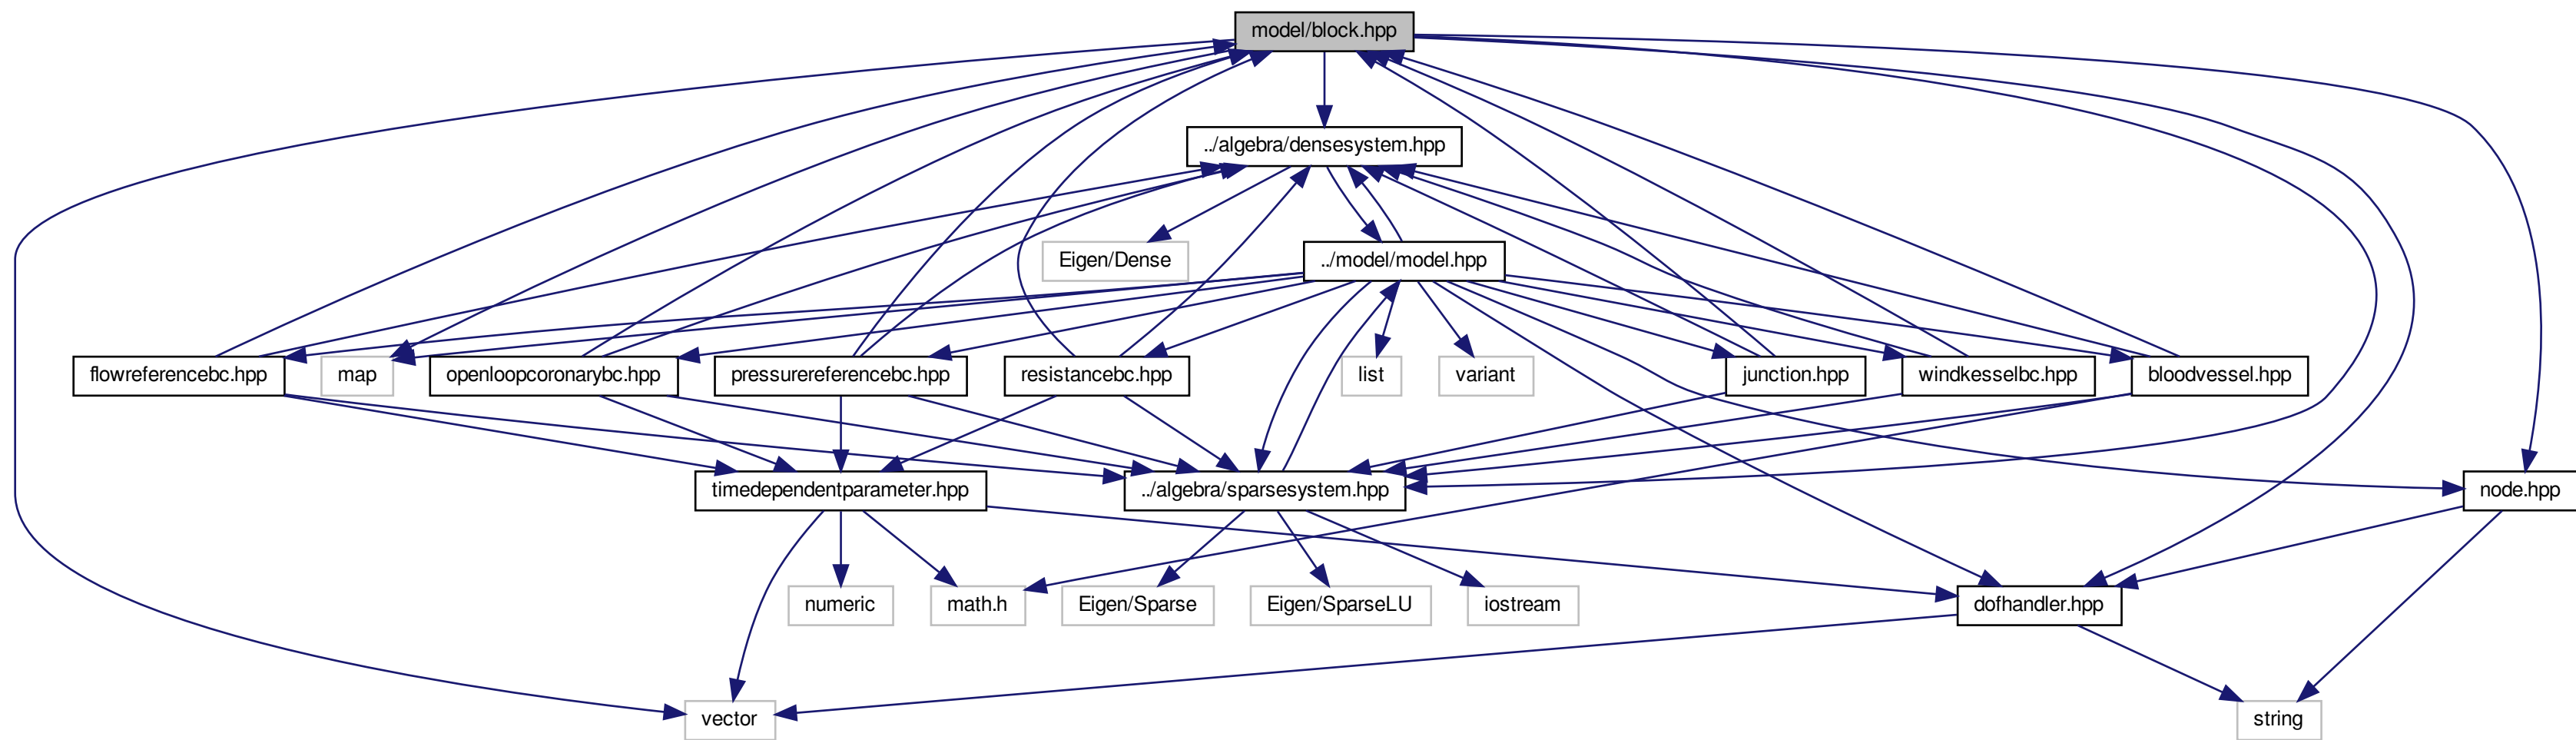 model/block.hpp
../algebra/densesystem.hpp
Eigen/Dense
../model/model.hpp
flowreferencebc.hpp
map
openloopcoronarybc.hpp
pressurereferencebc.hpp
resistancebc.hpp
list
variant
junction.hpp
windkesselbc.hpp
bloodvessel.hpp
timedependentparameter.hpp
../algebra/sparsesystem.hpp
node.hpp
numeric
math.h
Eigen/Sparse
Eigen/SparseLU
iostream
dofhandler.hpp
vector
string